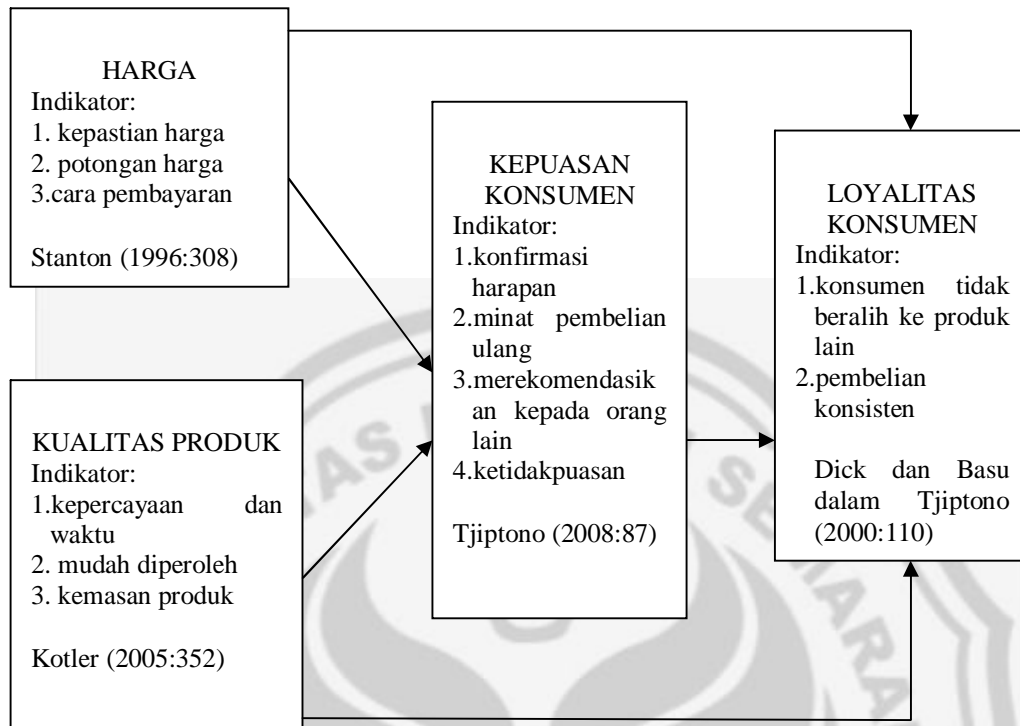 HARGA
Indikator:
1. kepastian harga
2. potongan harga
3.cara pembayaran
Stanton (1996:308)
KUALITAS PRODUK
Indikator:
1.kepercayaan dan
waktu
2. mudah diperoleh
3. kemasan produk
Kotler (2005:352)
KEPUASAN
KONSUMEN
Indikator:
1.konfirmasi
harapan
2.minat pembelian
ulang
3.merekomendasik
an kepada orang
lain
4.ketidakpuasan
Tjiptono (2008:87)
LOYALITAS
KONSUMEN
Indikator:
1.konsumen tidak
beralih ke produk
lain
2.pembelian
konsisten
Dick dan Basu
dalam Tjiptono
(2000:110)